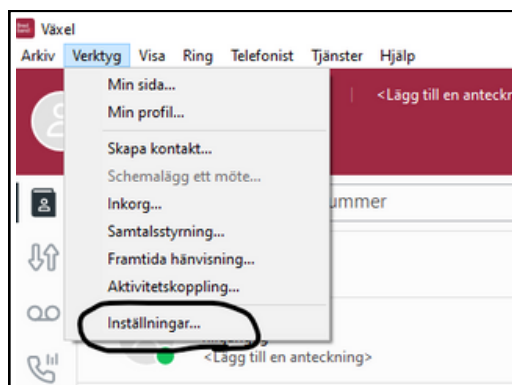 Växel
Arkiv Verktyg Visa Ring Telefonist Tjänster Hjälp
Min sida...
<Lägg till en anteckn
Min profil...
Skapa kontakt...
Schemalägg ett möte...
Inkorg...
ummer
Samtalsstyrning...
Framtida hänvisning...
Aktivitetskoppling...
Inställningar...
<Lägg till en anteckning>